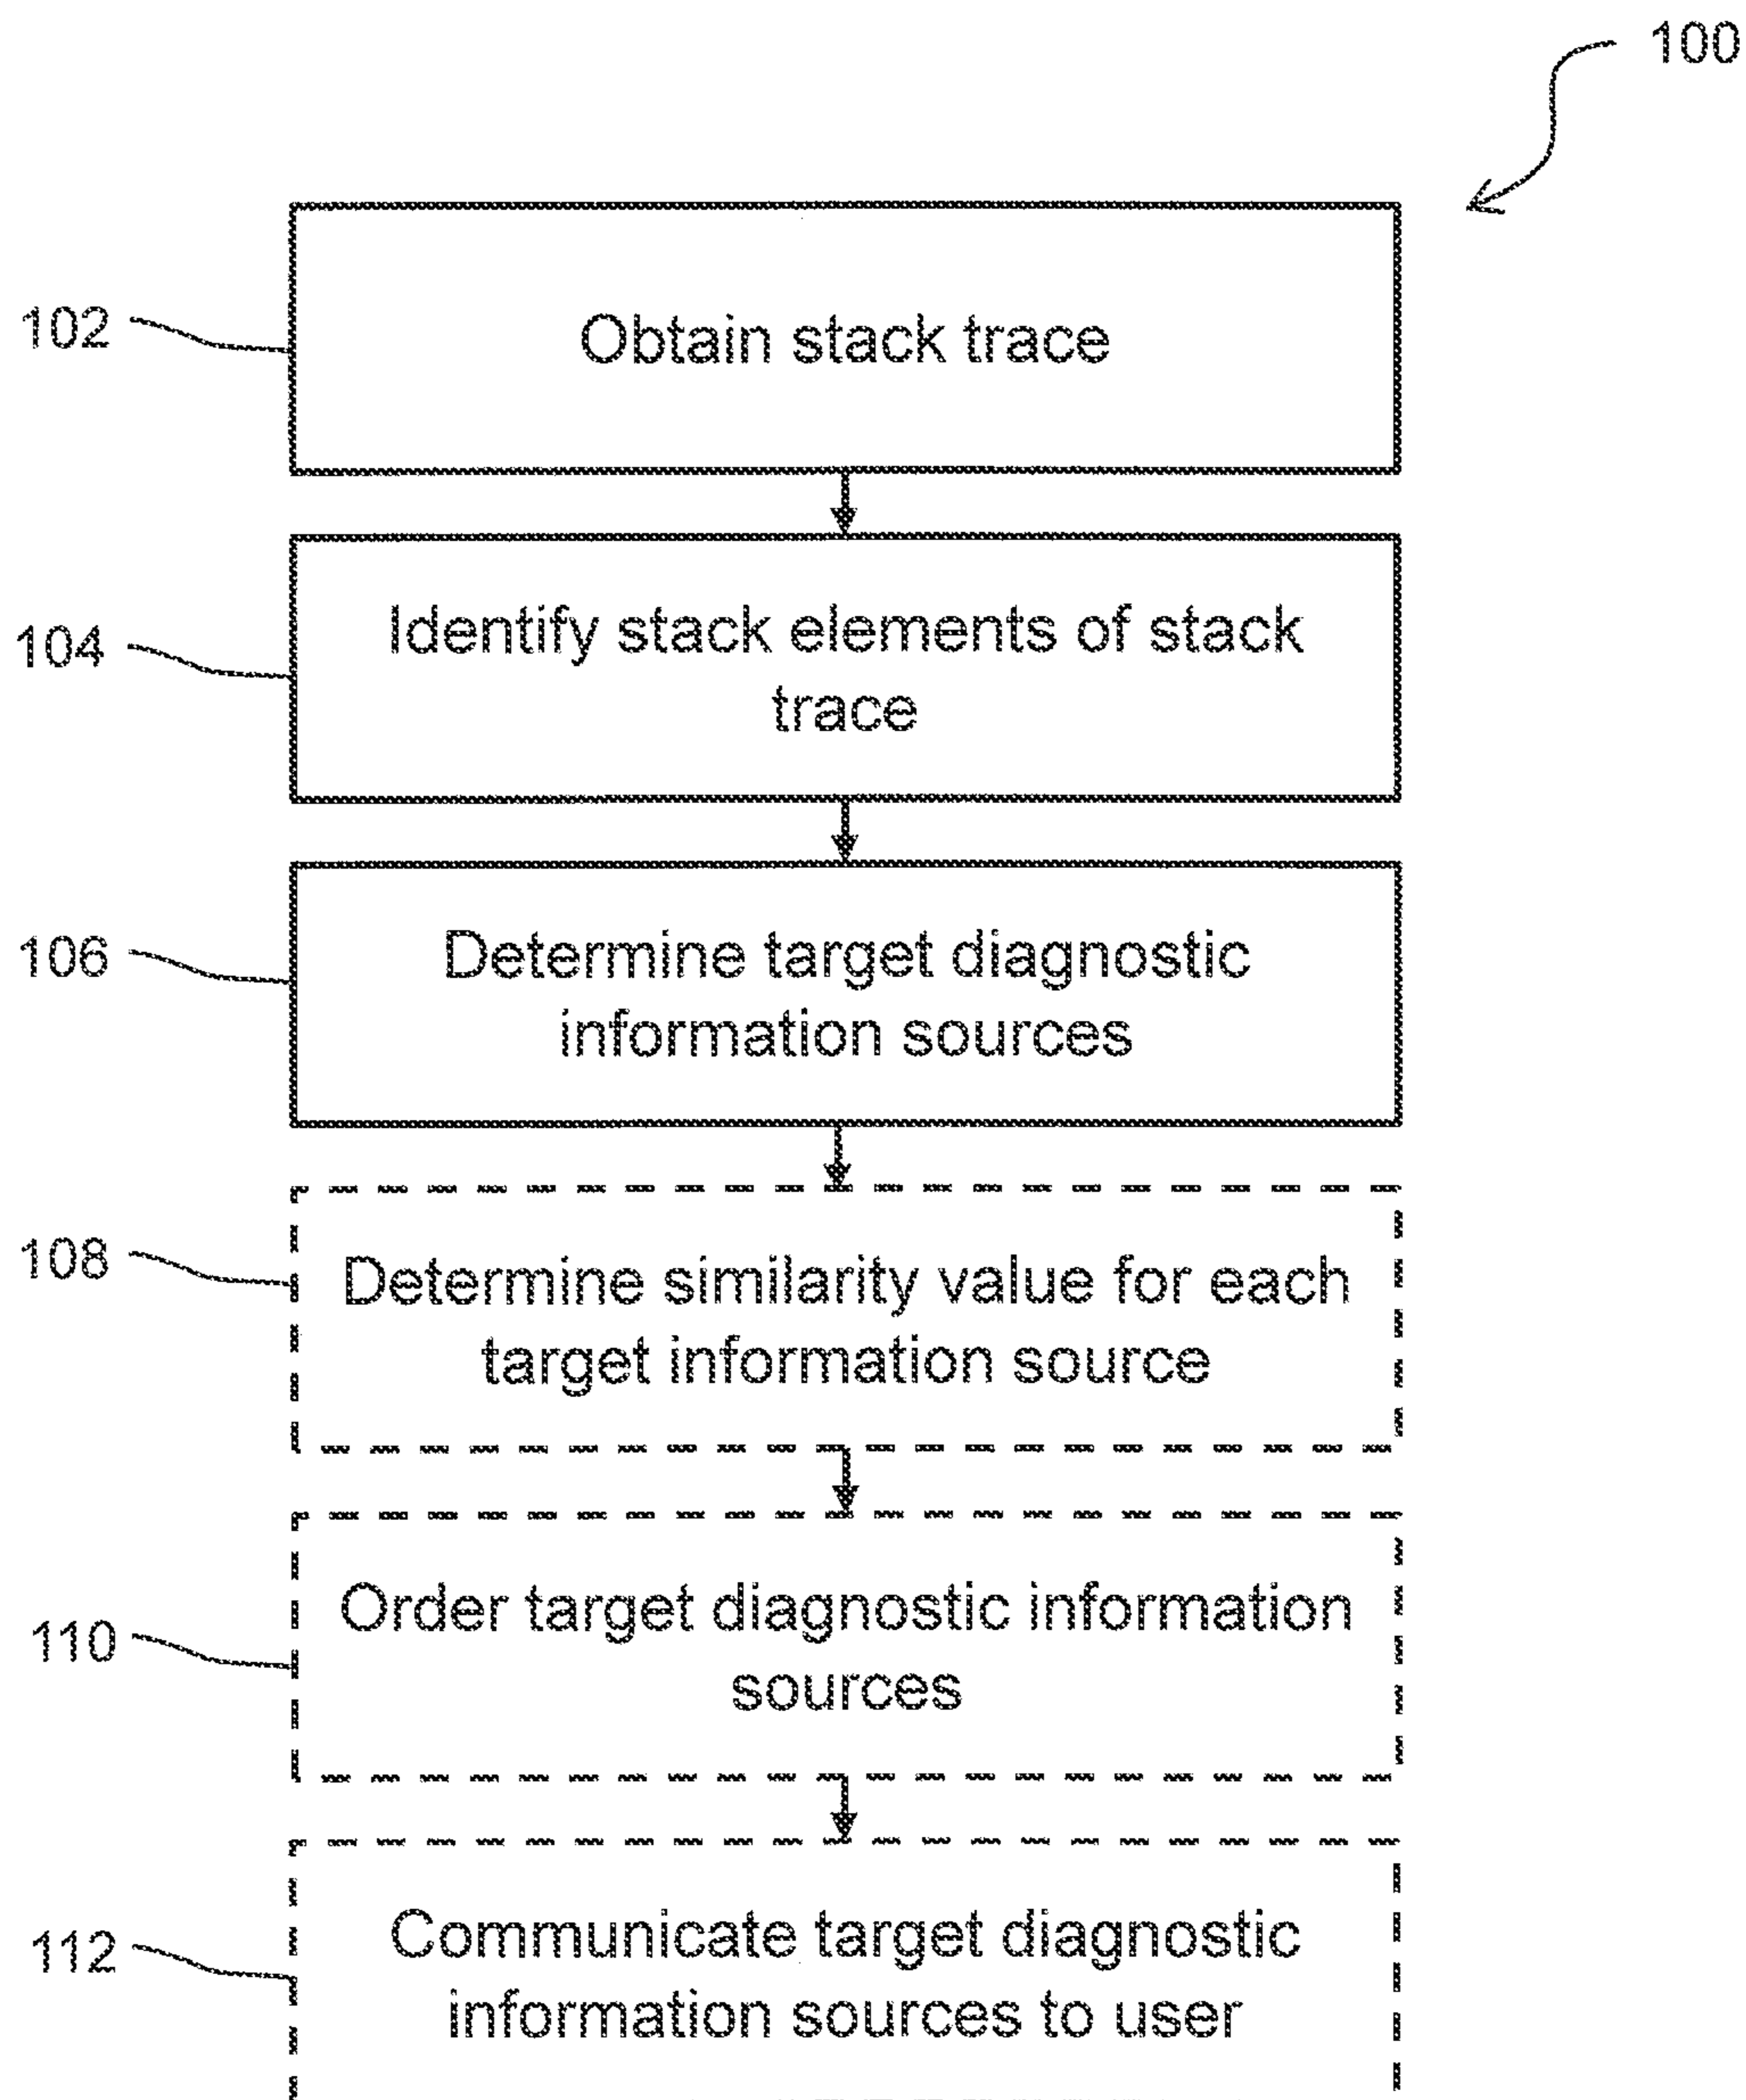 100
102
Obtain stack trace
104
Identify stack elements of stack
trace
106
Determine target diagnostic
information sources
108
Determine similarity value for each
target information source
110
Order target diagnostic information
sources
112
Communicate target diagnostic
information sources to user